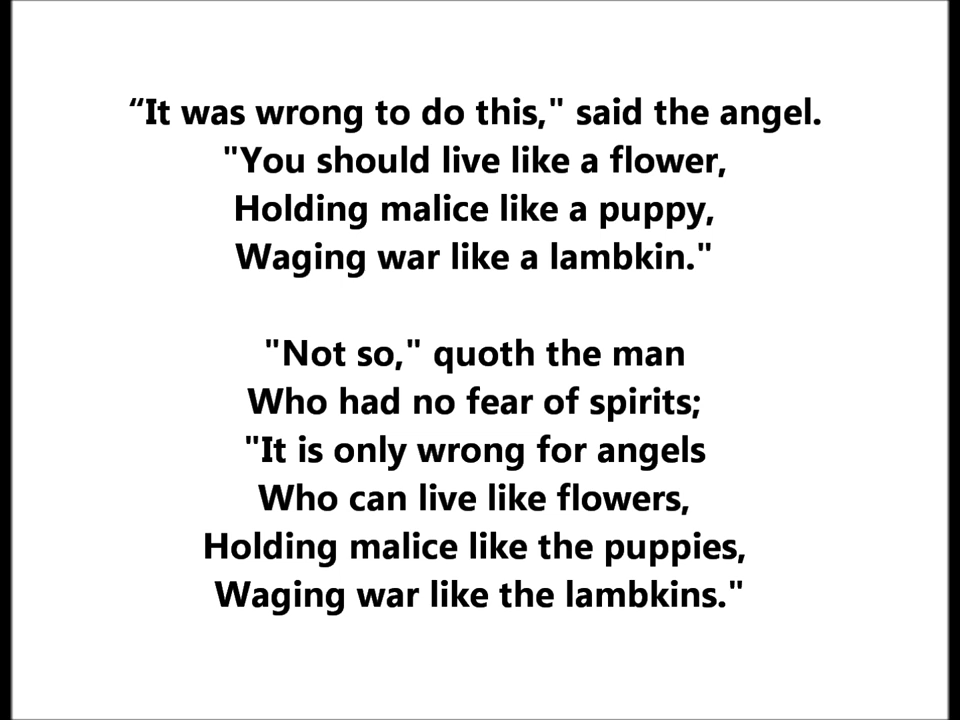 “It was wrong to do this," said the angel.
"You should live like a flower,
Holding malice like a puppy,
Waging war like a lambkin."
"Not so," quoth the man
Who had no fear of spirits;
"It is only wrong for angels
Who can live like flowers,
Holding malice like the puppies,
Waging war like the lambkins."